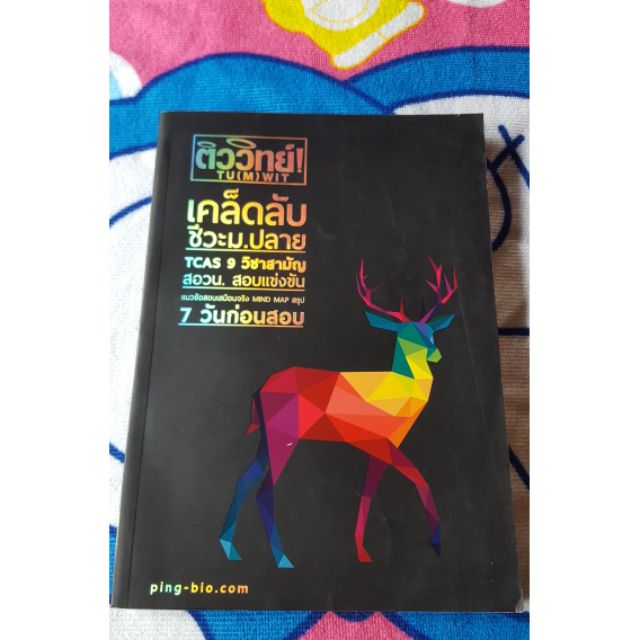 ติววิทย์!
TU(M)WIT
เคล็ดลับ
ชีวะม.ปลาย
TCAS 9 วิชาสามัญ
สอวน. สอบแข่งขัน
แนวข้อสอบเสมือนจริง MIND MAP สรุป
7 วันก่อนสอบ
ping-bio.com